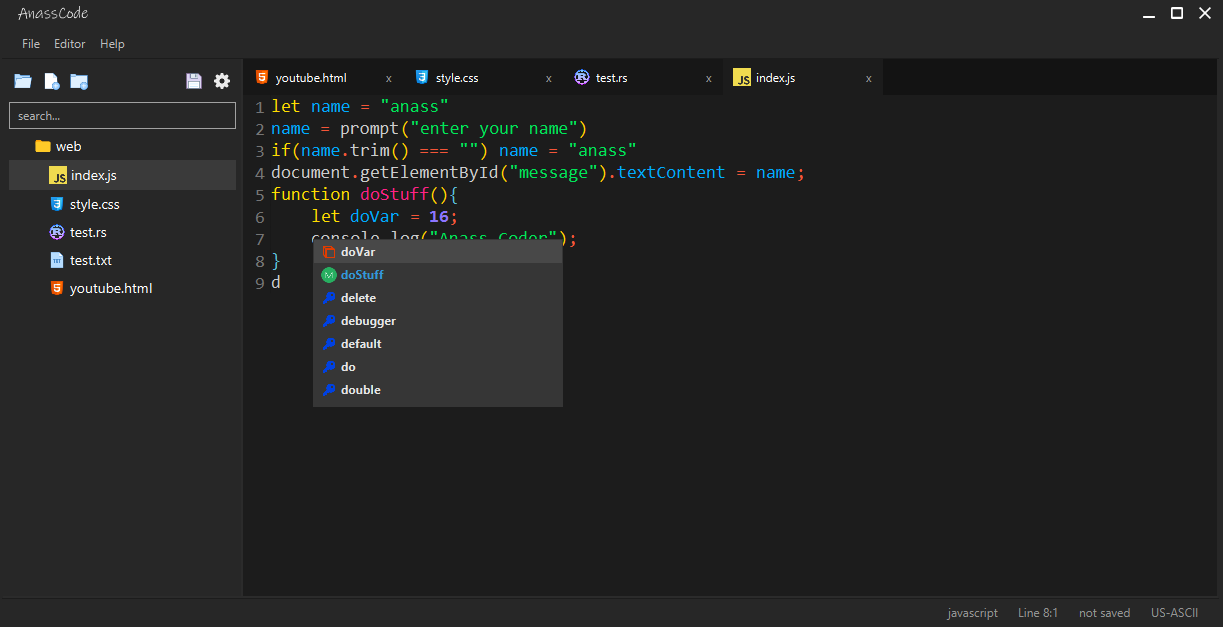 AnassCode
File Editor Help
youtube.html x style.css x test.rs x index.js x
search...
web
index.js
style.css
test.rs
test.txt
youtube.html
1 let name = "anass"
2 name = prompt("enter your name")
3 if(name.trim() === "") name = "anass"
4 document.getElementById("message").textContent = name;
5 function doStuff(){
6 let doVar = 16;
7 console.log("Anass Coder");
8 }
9 d
doVar
M doStuff
delete
debugger
default
do
double
javascript Line 8:1 not saved US-ASCII